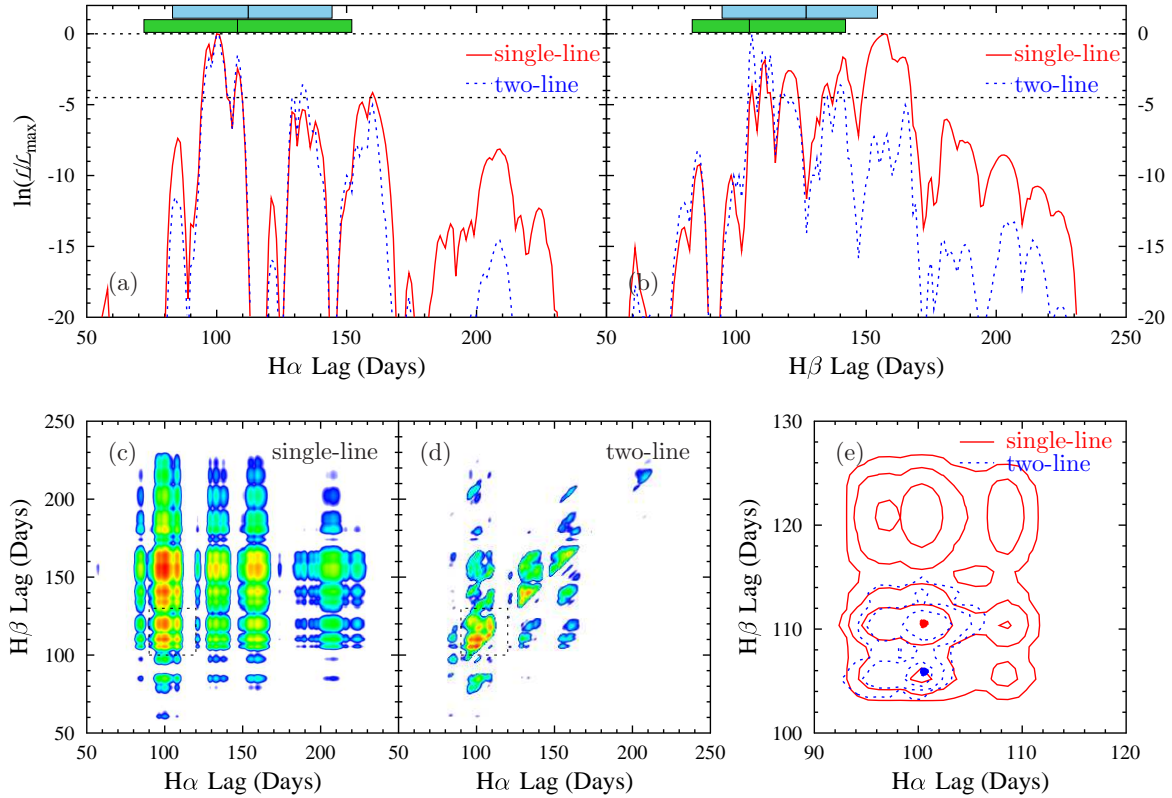 ln(ℒ/ℒmax)
0
-5
-10
-15
-20
single-line
two-line
(a)
50
100
150
200
Hα Lag (Days)
single-line
two-line
(b)
0
-5
-10
-15
-20
50
100
150
200
250
Hβ Lag (Days)
Hβ Lag (Days)
250
200
150
100
50
(c)
single-line
50
100
150
200
Hα Lag (Days)
(d)
two-line
50
100
150
200
250
Hα Lag (Days)
Hβ Lag (Days)
130
120
110
100
(e)
single-line
two-line
90
100
110
120
Hα Lag (Days)